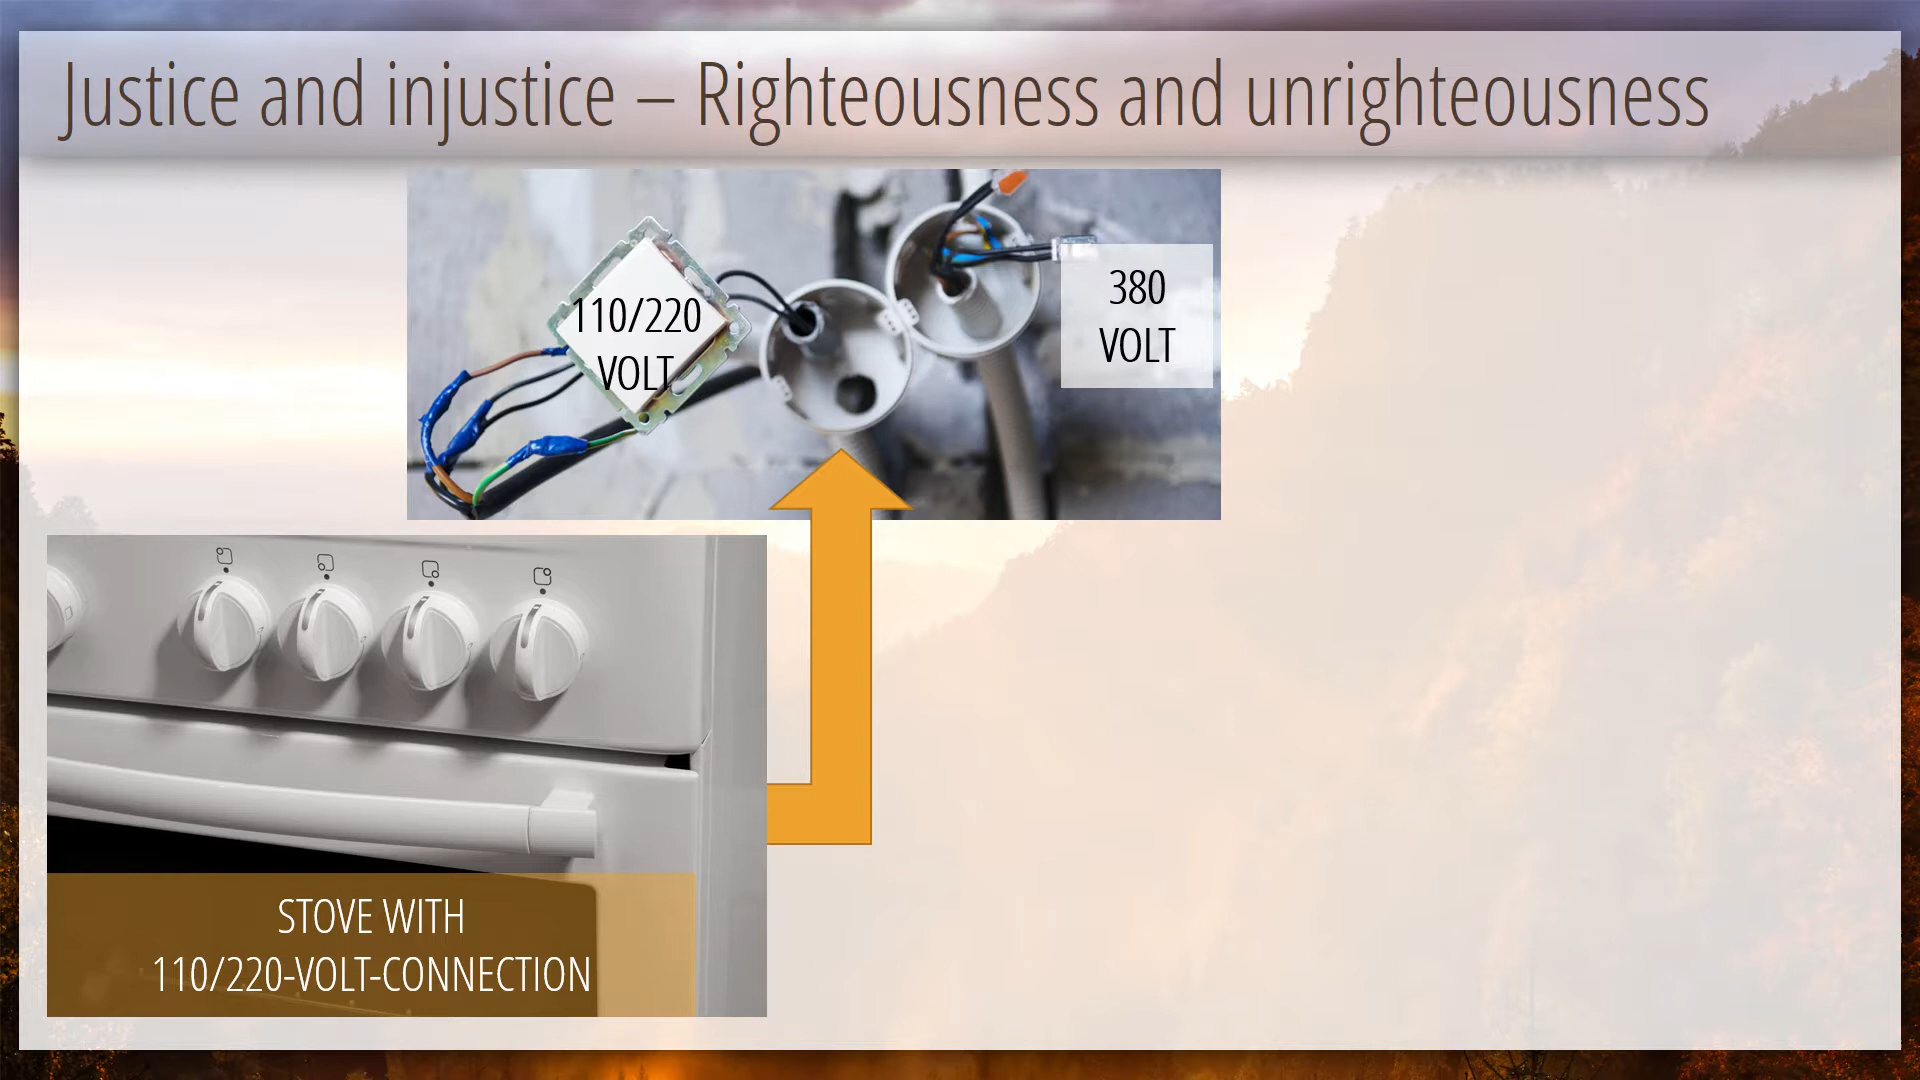 Justice and injustice – Righteousness and unrighteousness
110/220
VOLT
380
VOLT
STOVE WITH
110/220-VOLT-CONNECTION